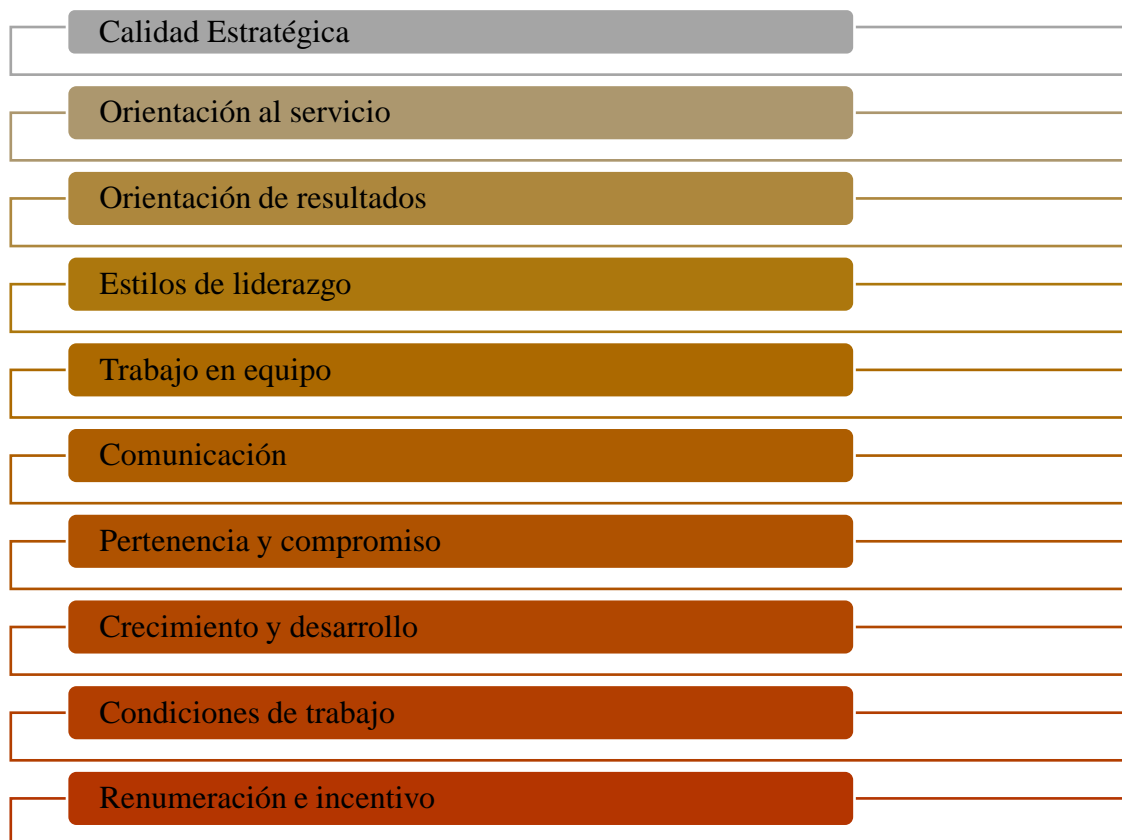 Calidad Estratégica
Orientación al servicio
Orientación de resultados
Estilos de liderazgo
Trabajo en equipo
Comunicación
Pertenencia y compromiso
Crecimiento y desarrollo
Condiciones de trabajo
Renumeración e incentivo